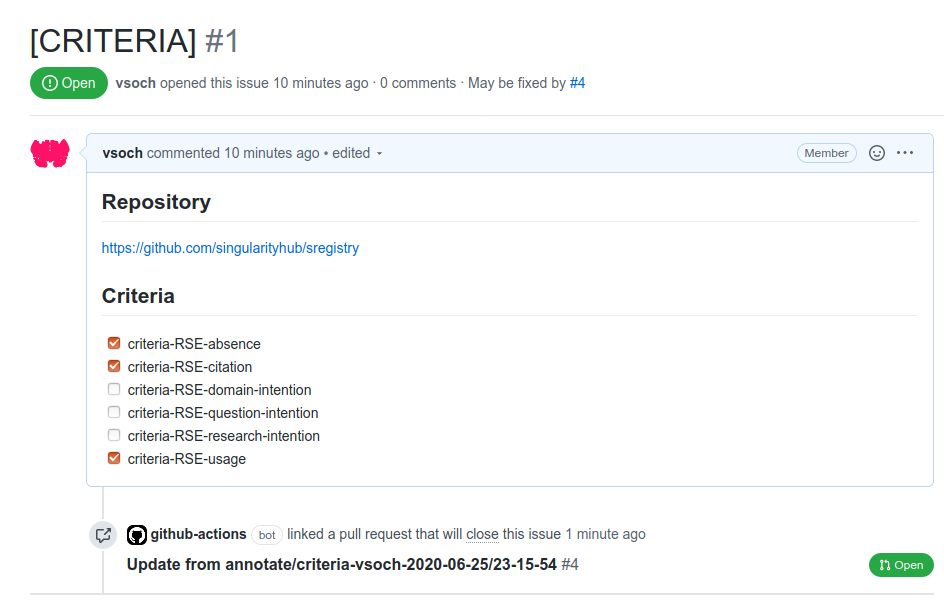 [CRITERIA] #1
Open vsoch opened this issue 10 minutes ago · 0 comments · May be fixed by #4
vsoch commented 10 minutes ago • edited Member
Repository
https://github.com/singularityhub/sregistry
Criteria
criteria-RSE-absence
criteria-RSE-citation
criteria-RSE-domain-intention
criteria-RSE-question-intention
criteria-RSE-research-intention
criteria-RSE-usage
github-actions bot linked a pull request that will close this issue 1 minute ago
Update from annotate/criteria-vsoch-2020-06-25/23-15-54 #4 Open